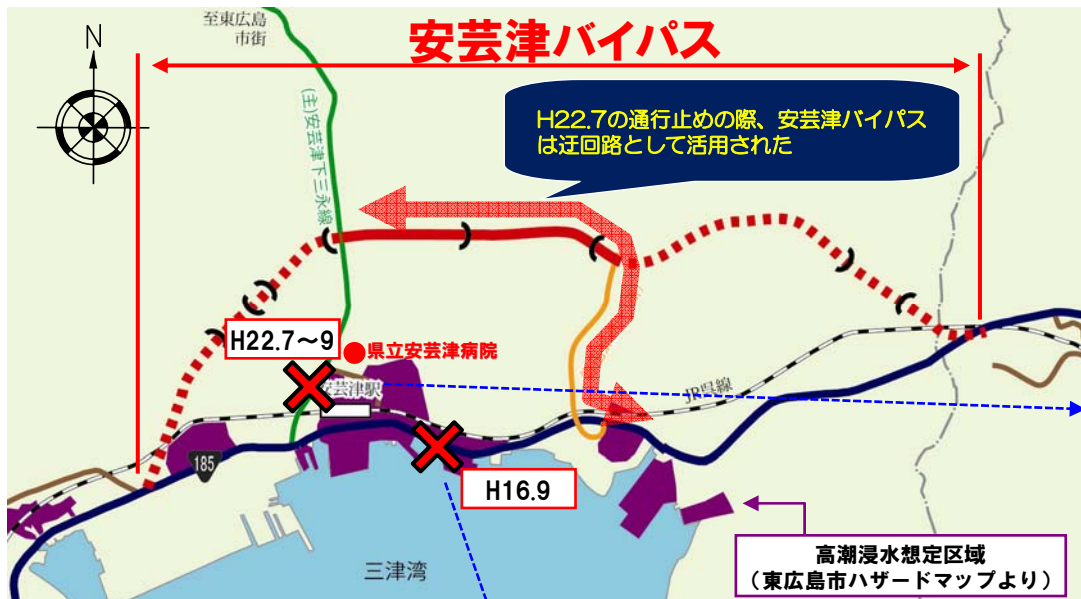 安芸津バイパス
至東広島
市街
N
(主)安芸津下三永線
H22.7の通行止めの際、安芸津バイパス
は迂回路として活用された
H22.7～9
県立安芸津病院
安芸津駅
JR呉線
185
H16.9
三津湾
高潮浸水想定区域
（東広島市ハザードマップより）